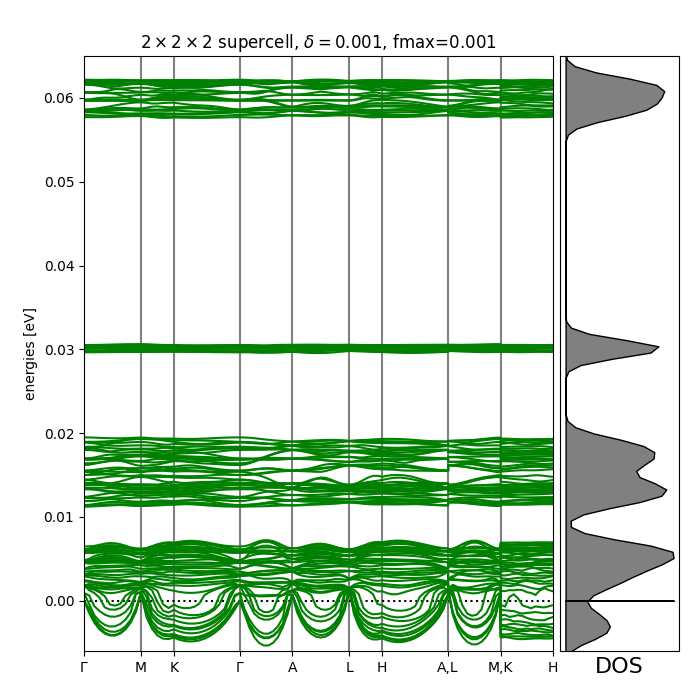 2 × 2 × 2 supercell, δ = 0.001, fmax=0.001
energies [eV]
0.06
0.05
0.04
0.03
0.02
0.01
0.00
Γ M K Γ A L H A,L M,K H
DOS